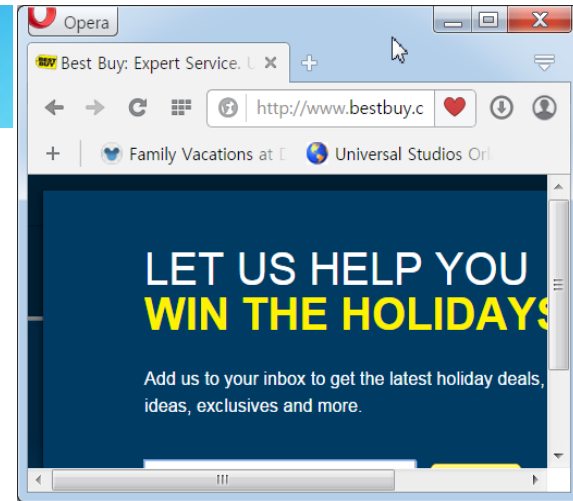 Opera
Best Buy: Expert Service. U
http://www.bestbuy.c
Family Vacations at D
Universal Studios Orl
LET US HELP YOU
WIN THE HOLIDAYS
Add us to your inbox to get the latest holiday deals,
ideas, exclusives and more.